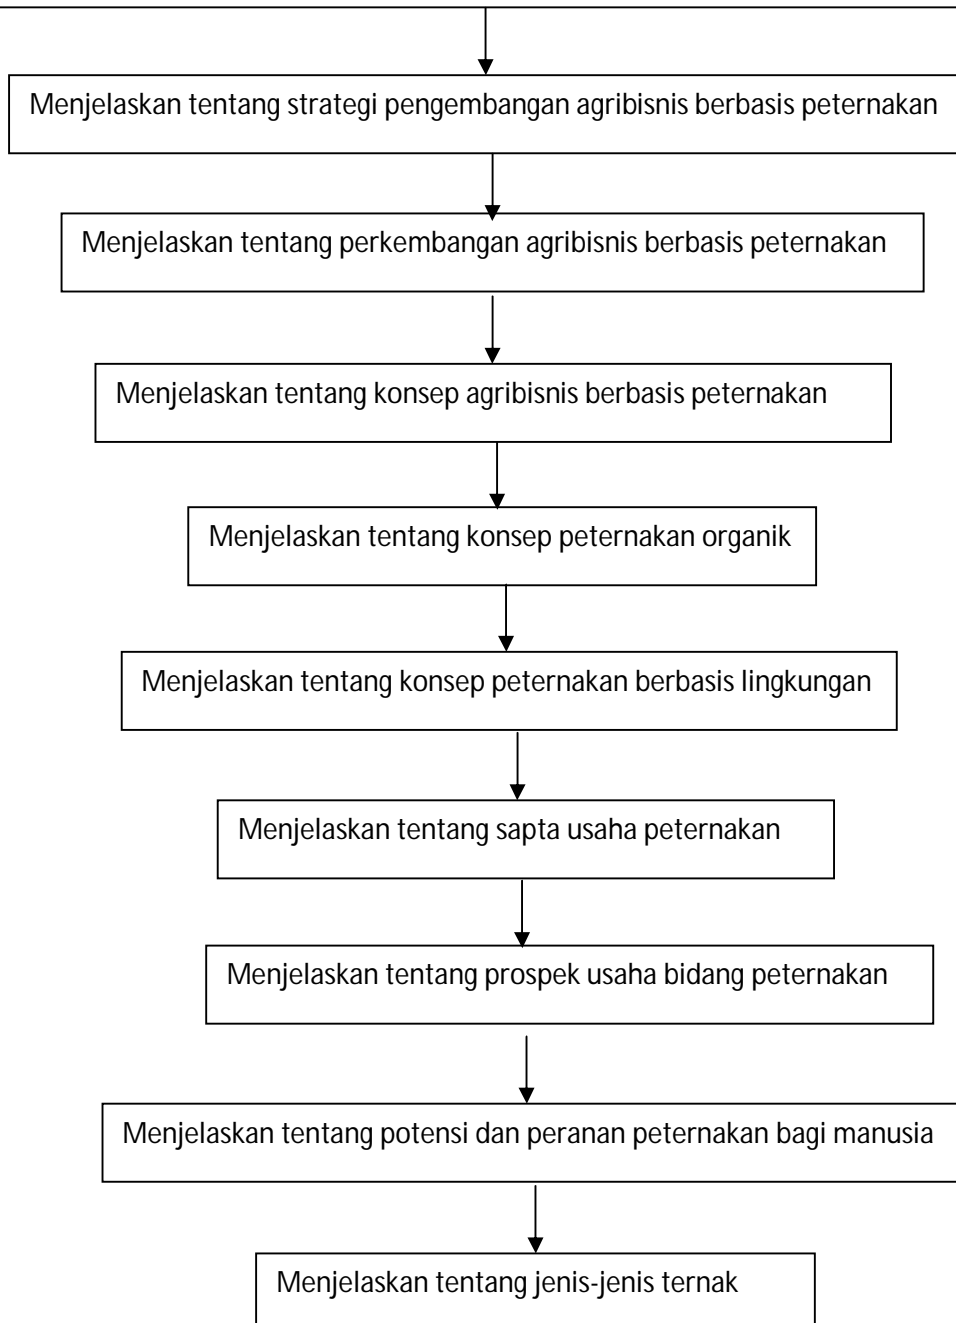 Menjelaskan tentang strategi pengembangan agribisnis berbasis peternakan
Menjelaskan tentang perkembangan agribisnis berbasis peternakan
Menjelaskan tentang konsep agribisnis berbasis peternakan
Menjelaskan tentang konsep peternakan organik
Menjelaskan tentang konsep peternakan berbasis lingkungan
Menjelaskan tentang sapta usaha peternakan
Menjelaskan tentang prospek usaha bidang peternakan
Menjelaskan tentang potensi dan peranan peternakan bagi manusia
Menjelaskan tentang jenis-jenis ternak